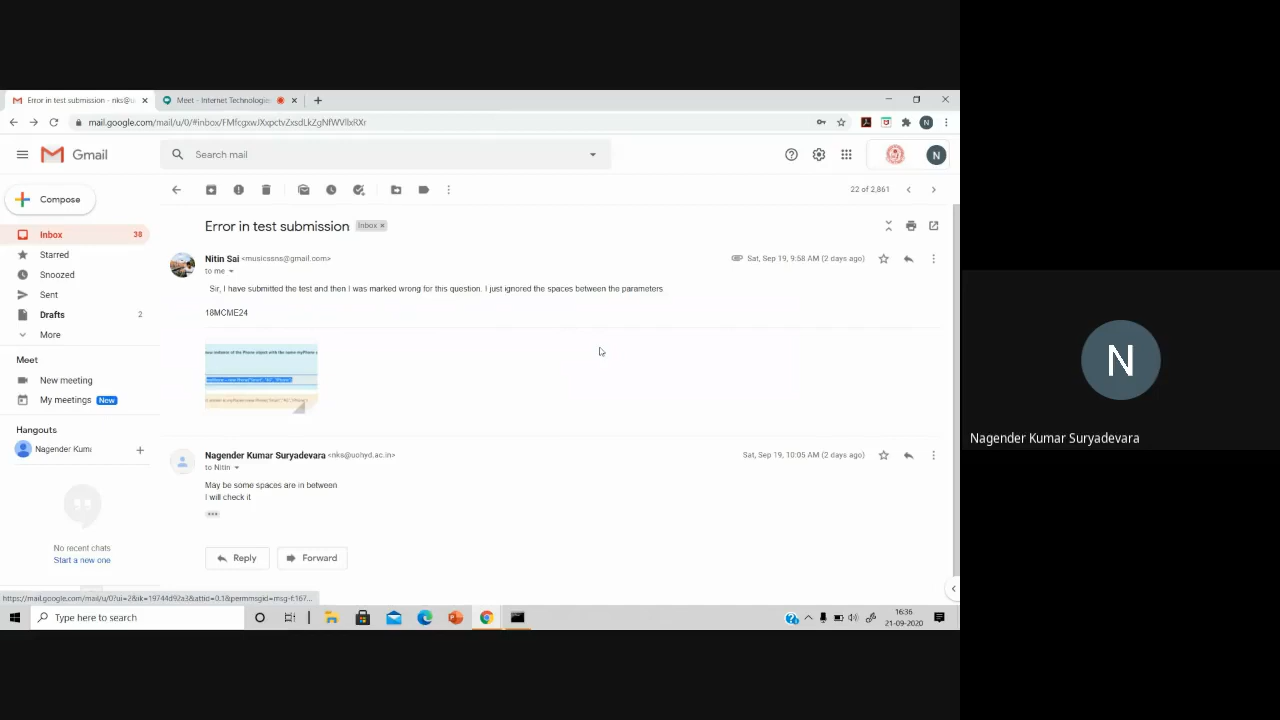 Error in test submission - nks@u
Meet - Internet Technologie
mail.google.com/mail/u/0/#inbox/
Gmail
Search mail
N
Compose
22 of 2,861
Inbox 38
Starred
Snoozed
Sent
Drafts 2
More
Meet
New meeting
My meetings New
Hangouts
Nagender Kum
No recent chats
Start a new one
Error in test submission Inbox ×
Nitin Sai <musicssns@gmail.com>
Sat, Sep 19, 9:58 AM (2 days ago)
to me
Sir, I have submitted the test and then I was marked wrong for this question. I just ignored the spaces between the parameters
18MCME24
Nagender Kumar Suryadevara <nks@uohyd.ac.in>
Sat, Sep 19, 10:05 AM (2 days ago)
to Nitin
May be some spaces are in between
I will check it
Reply
Forward
Type here to search
16:36
21-09-2020
N
Nagender Kumar Suryadevara